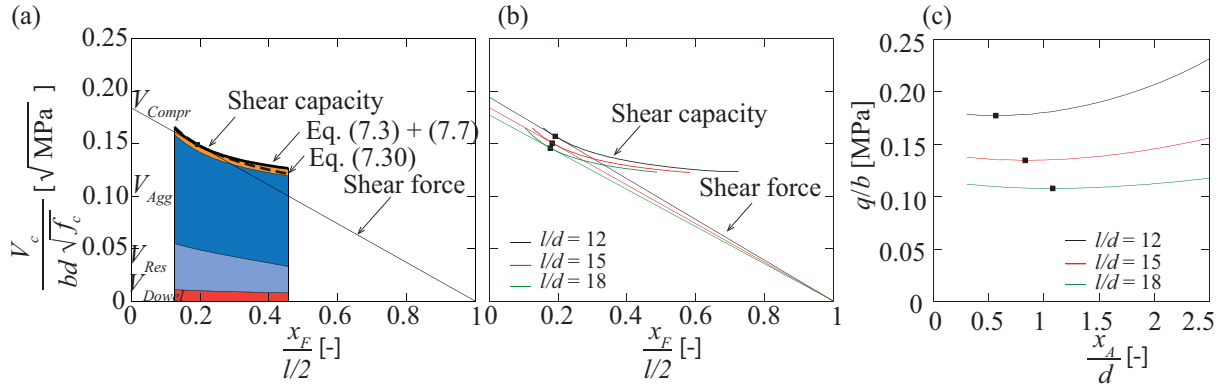 (a)
V_c / bd√f_c [√MPa]
0.25
0.20
0.15
0.10
0.05
0
V_Compr
V_Agg
V_Res
V_Dowel
Shear capacity
Eq. (7.3) + (7.7)
Eq. (7.30)
Shear force
0 0.2 0.4 0.6 0.8 1
x_F / l/2 [-]
(b)
Shear capacity
Shear force
l/d = 12
l/d = 15
l/d = 18
0 0.2 0.4 0.6 0.8 1
x_F / l/2 [-]
(c)
q/b [MPa]
0.25
0.20
0.15
0.10
0.05
0
l/d = 12
l/d = 15
l/d = 18
0 0.5 1 1.5 2 2.5
x_A / d [-]